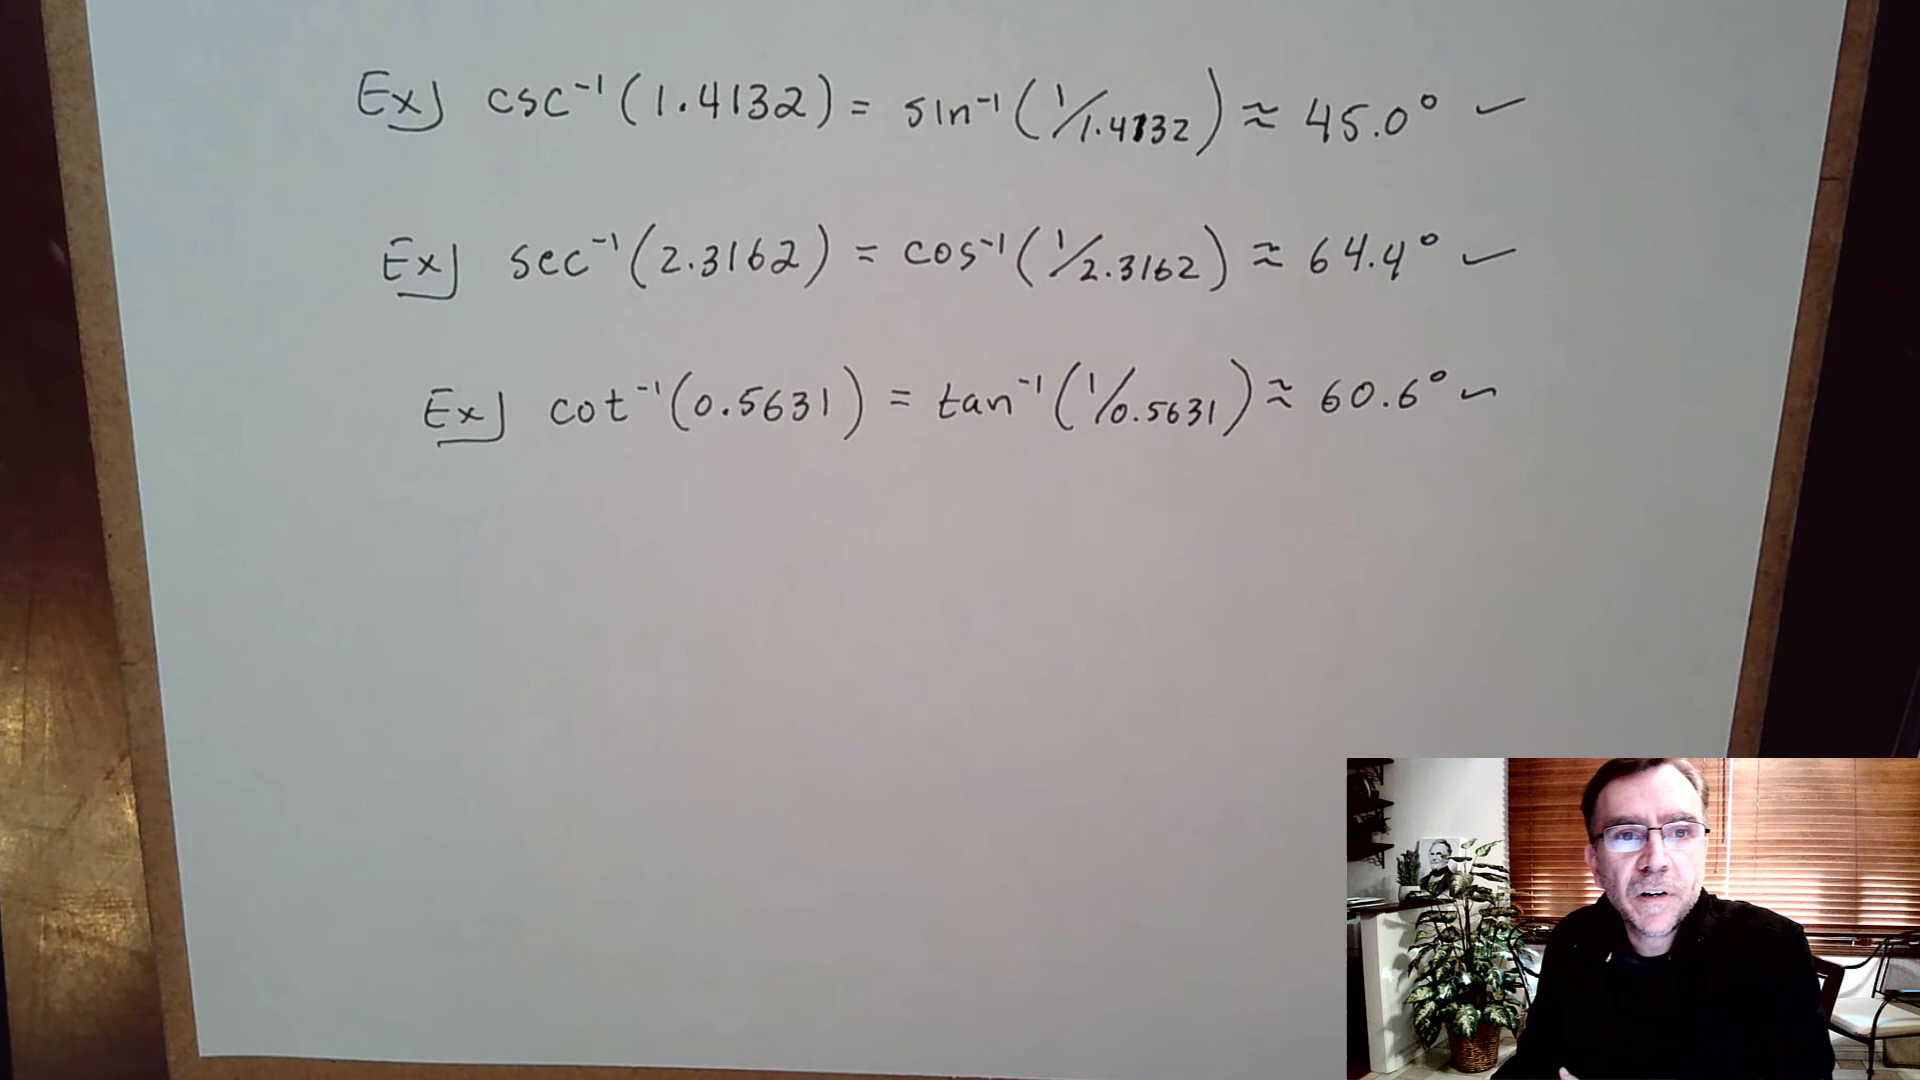 Ex) csc⁻¹(1.4132) = sin⁻¹(1/1.4132) ≈ 45.0° ✓
Ex) sec⁻¹(2.3162) = cos⁻¹(1/2.3162) ≈ 64.4° ✓
Ex) cot⁻¹(0.5631) = tan⁻¹(1/0.5631) ≈ 60.6° ✓